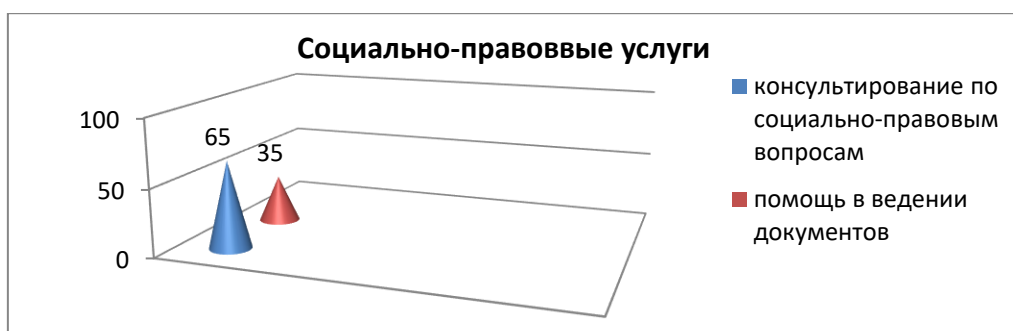 Социально-правоввые услуги
100
50
0
65
35
консультирование по
социально-правовым
вопросам
помощь в ведении
документов